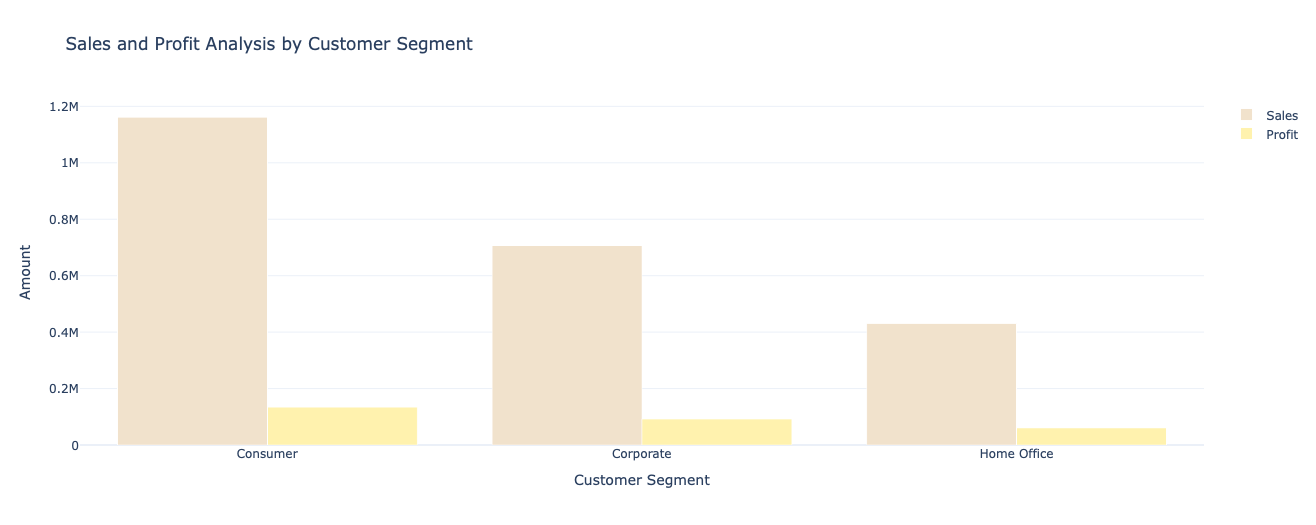 Sales and Profit Analysis by Customer Segment
1.2M
1M
0.8M
0.6M
0.4M
0.2M
0
Amount
Consumer
Corporate
Home Office
Customer Segment
Sales
Profit